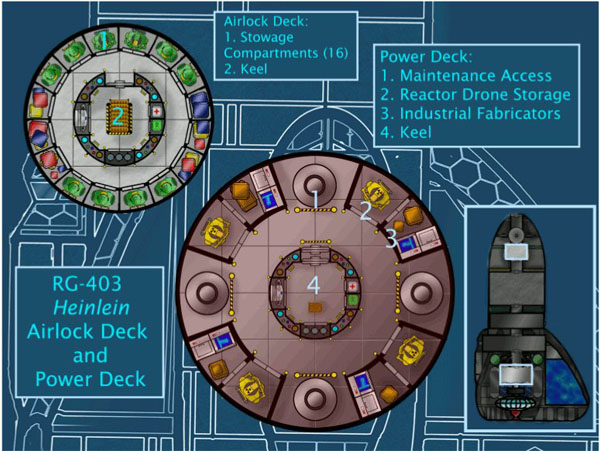 Airlock Deck:
1. Stowage
Compartments (16)
2. Keel
Power Deck:
1. Maintenance Access
2. Reactor Drone Storage
3. Industrial Fabricators
4. Keel
1
2
1
2
3
4
RG-403
Heinlein
Airlock Deck
and
Power Deck